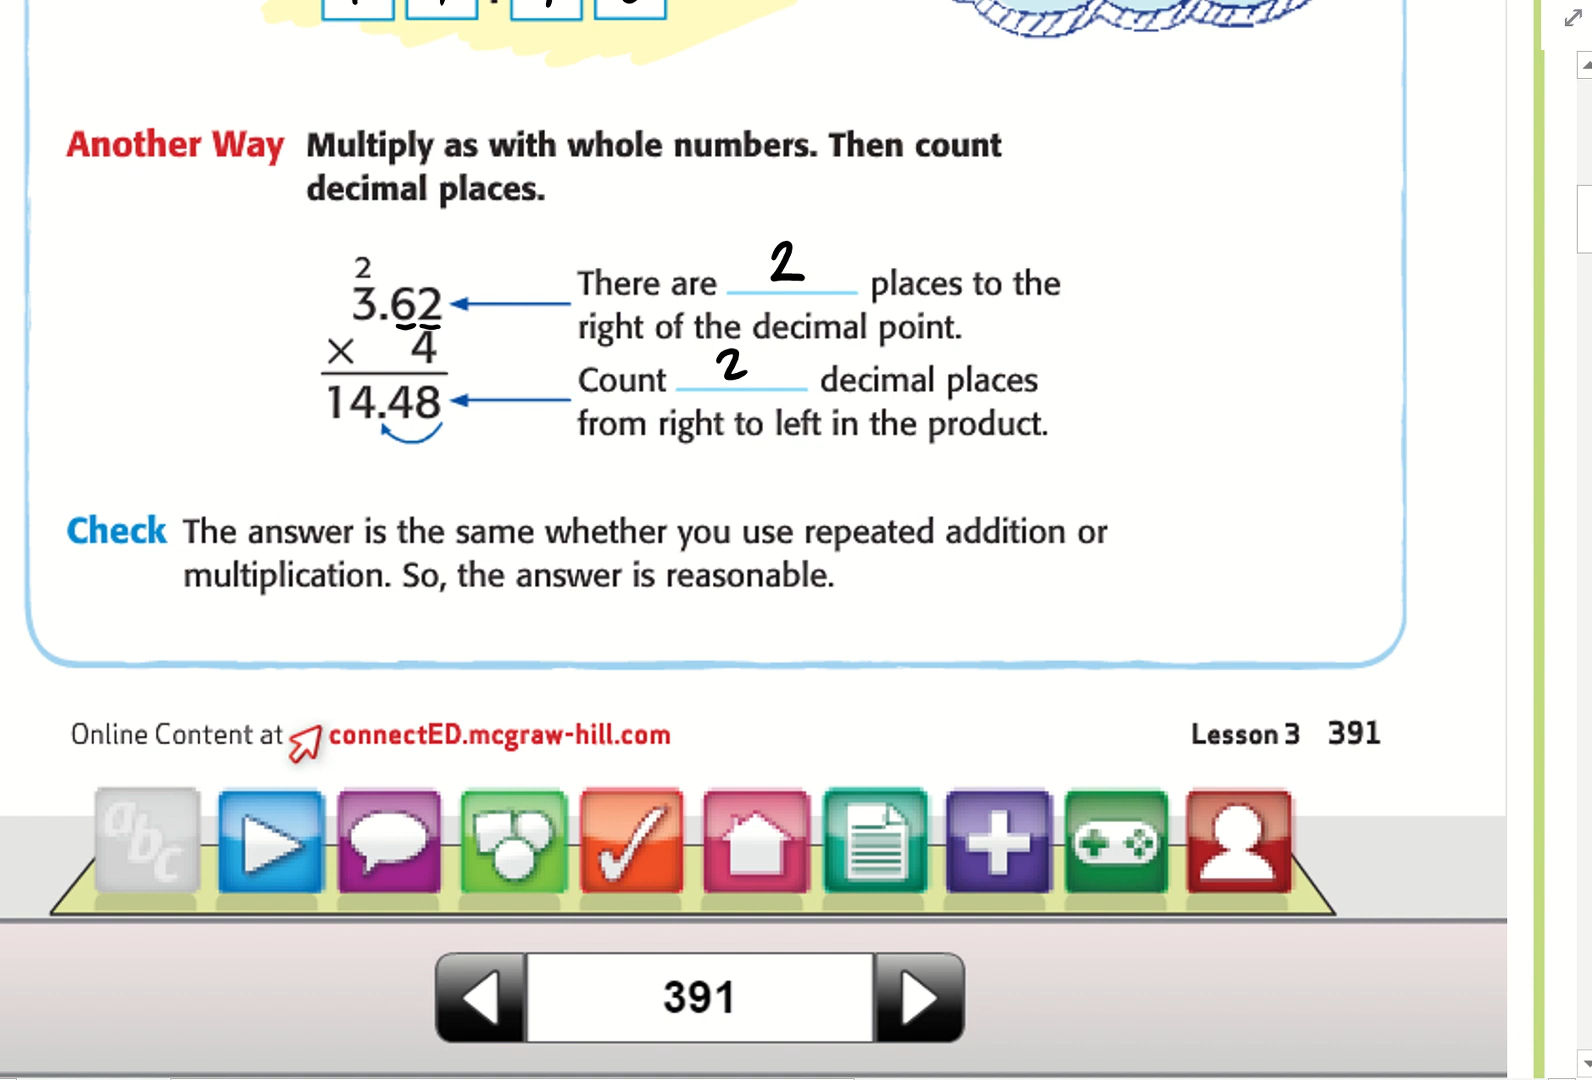 Another Way Multiply as with whole numbers. Then count
decimal places.
2
3.62
There are 2 places to the
right of the decimal point.
× 4
14.48
Count 2 decimal places
from right to left in the product.
Check The answer is the same whether you use repeated addition or
multiplication. So, the answer is reasonable.
Online Content at connectED.mcgraw-hill.com
Lesson 3 391
abc
391